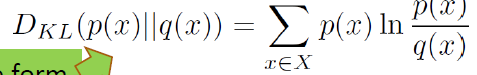 D_{KL}(p(x)||q(x)) = \sum_{x \in X} p(x) \ln \frac{p(x)}{q(x)}
form